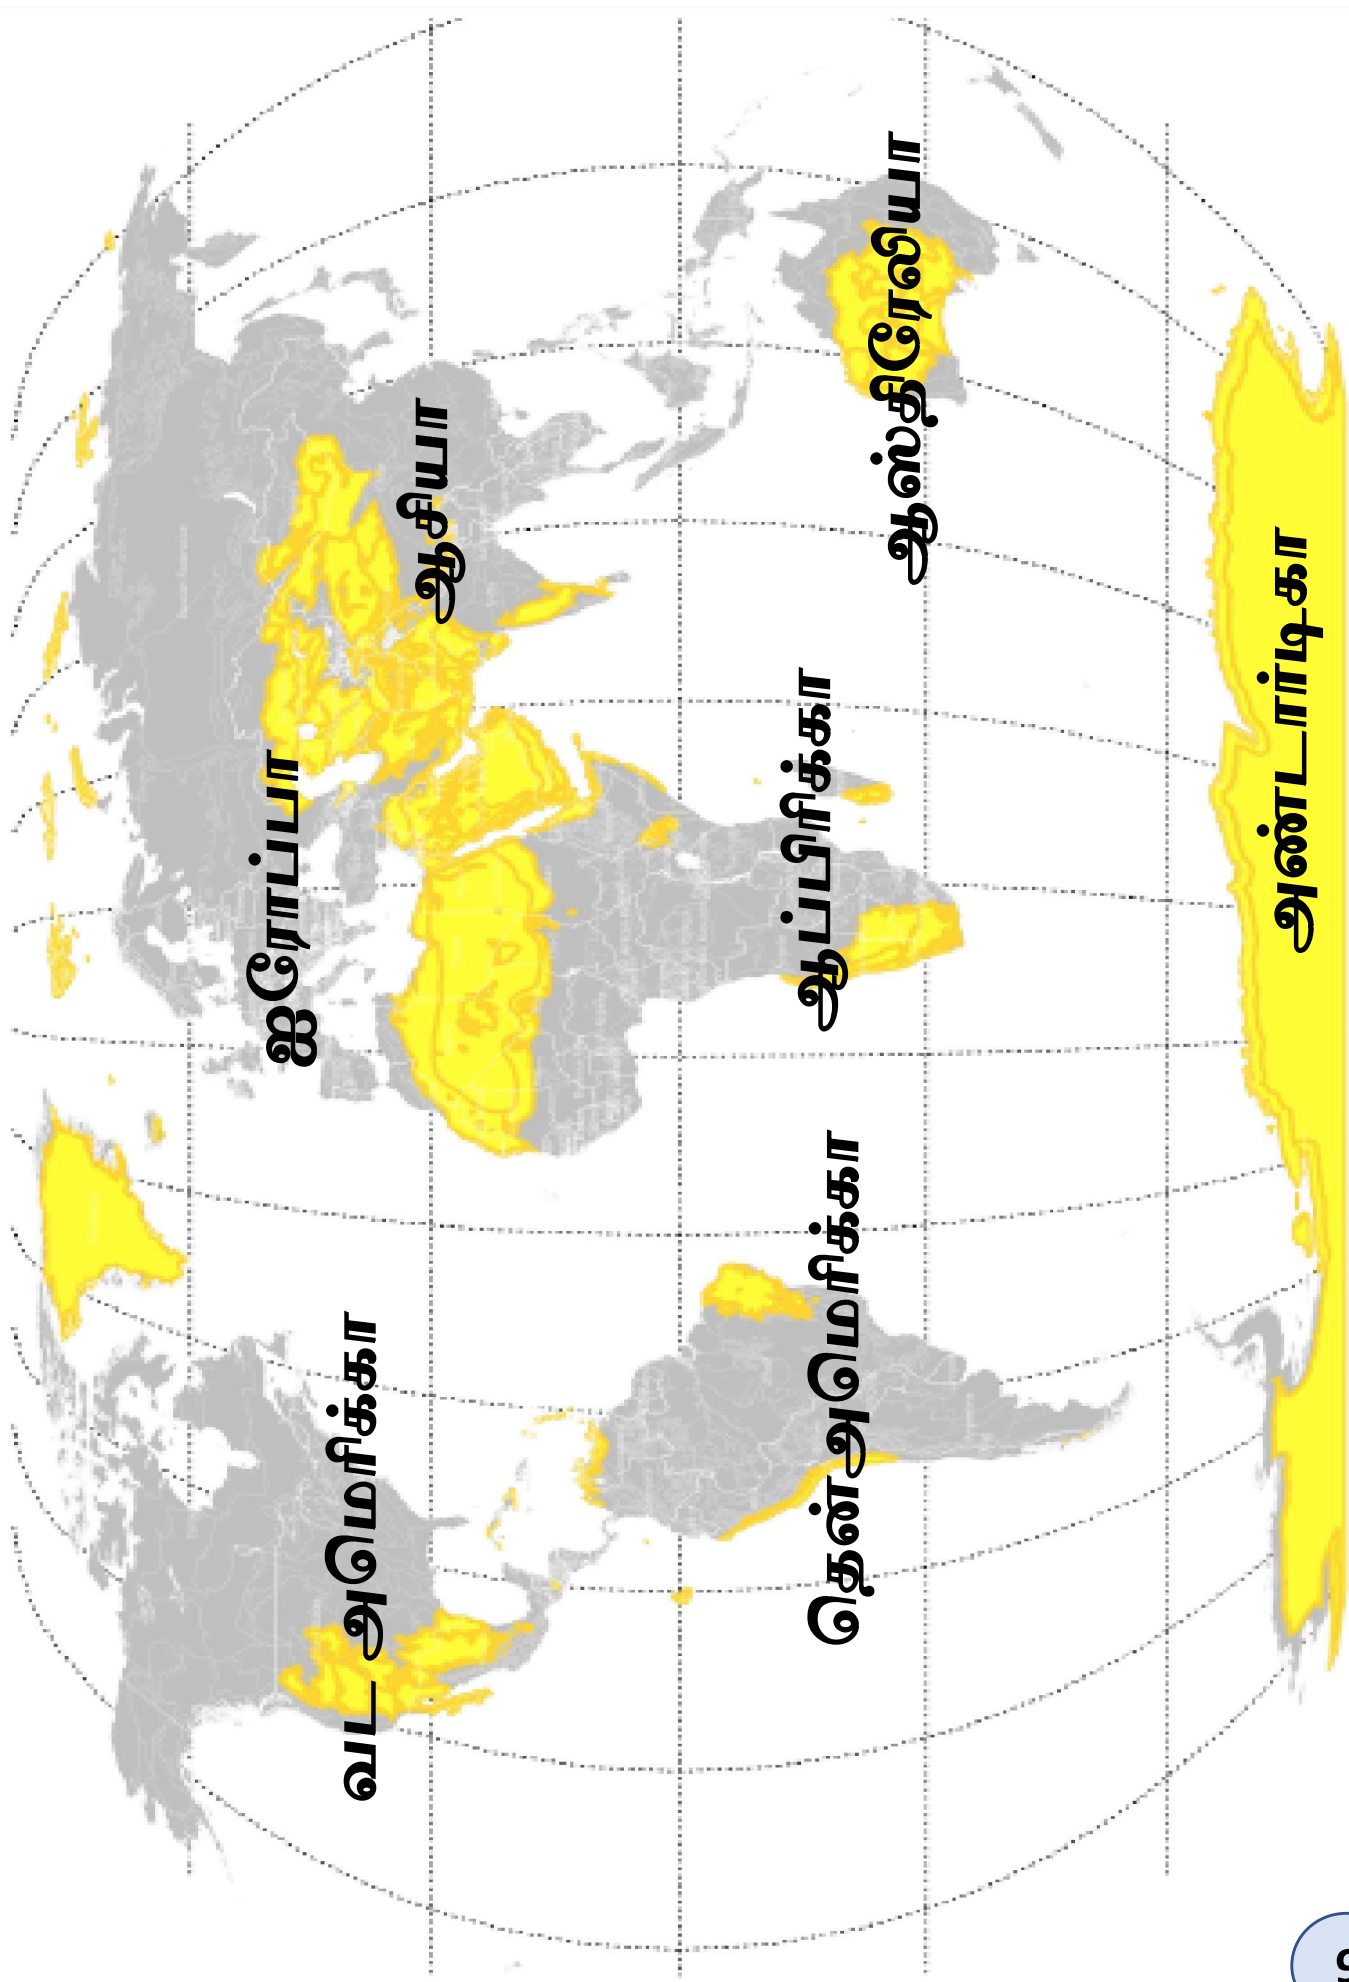 வட அமெரிக்கா
ஐரோப்பா
ஆசியா
தென்அமெரிக்கா
ஆப்பிரிக்கா
ஆஸ்திரேலியா
அண்டார்டிகா